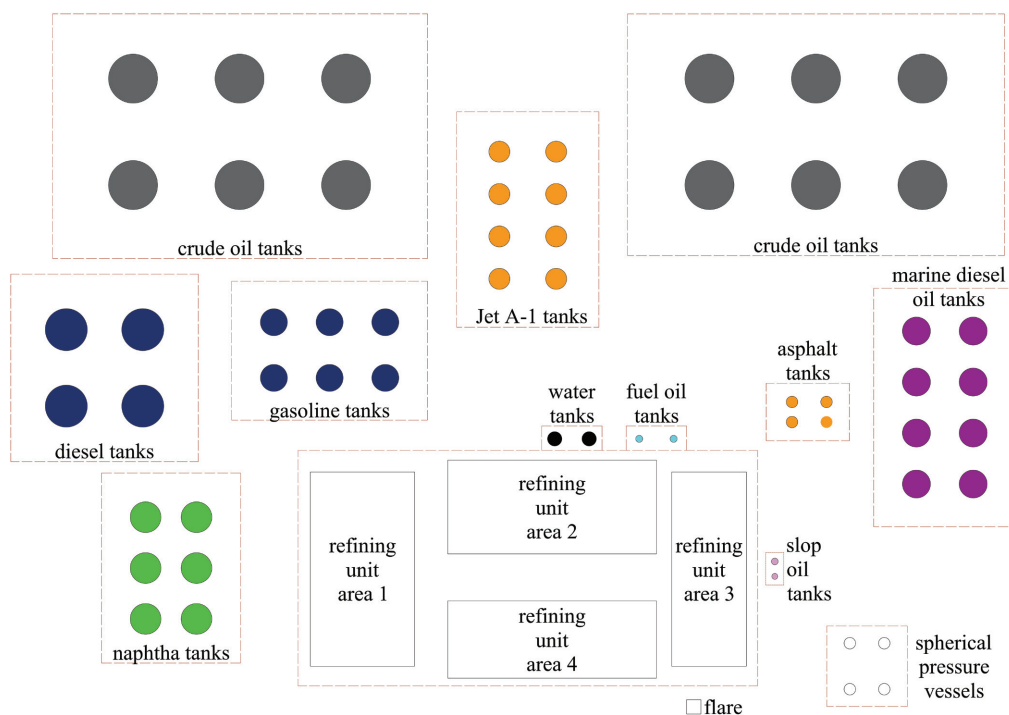 crude oil tanks
crude oil tanks
Jet A-1 tanks
marine diesel
oil tanks
diesel tanks
gasoline tanks
asphalt
tanks
water
tanks
fuel oil
tanks
naphtha tanks
refining
unit
area 1
refining
unit
area 2
refining
unit
area 3
refining
unit
area 4
slop
oil
tanks
spherical
pressure
vessels
flare